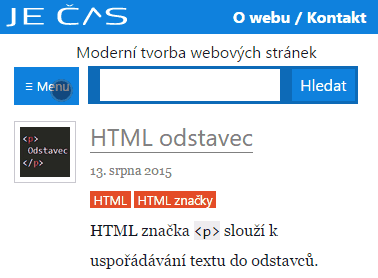 JE ČAS
O webu / Kontakt
Moderní tvorba webových stránek
≡ Menu
Hledat
<p>
Odstavec
</p>
HTML odstavec
13. srpna 2015
HTML HTML značky
HTML značka <p> slouží k
uspořádávání textu do odstavců.